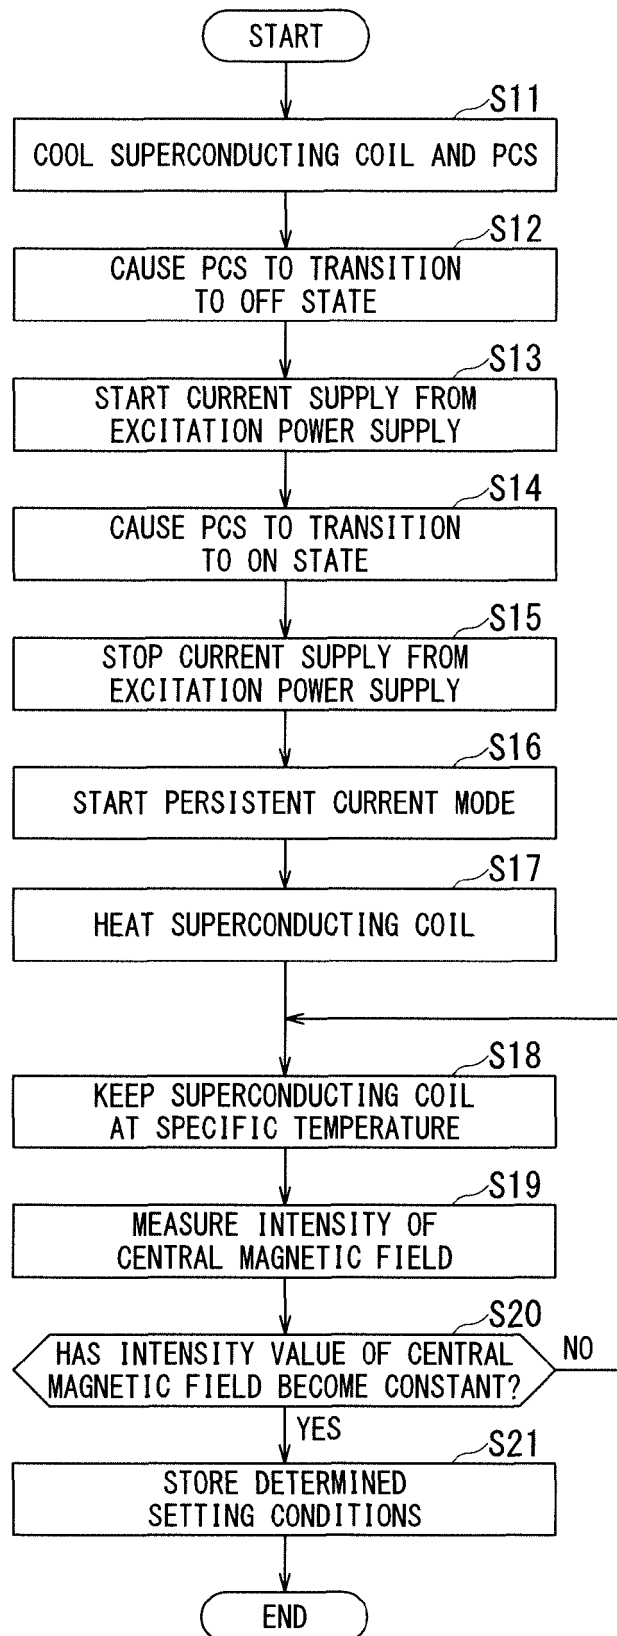 START
S11
COOL SUPERCONDUCTING COIL AND PCS
S12
CAUSE PCS TO TRANSITION
TO OFF STATE
S13
START CURRENT SUPPLY FROM
EXCITATION POWER SUPPLY
S14
CAUSE PCS TO TRANSITION
TO ON STATE
S15
STOP CURRENT SUPPLY FROM
EXCITATION POWER SUPPLY
S16
START PERSISTENT CURRENT MODE
S17
HEAT SUPERCONDUCTING COIL
S18
KEEP SUPERCONDUCTING COIL
AT SPECIFIC TEMPERATURE
S19
MEASURE INTENSITY OF
CENTRAL MAGNETIC FIELD
S20
HAS INTENSITY VALUE OF CENTRAL
MAGNETIC FIELD BECOME CONSTANT?
NO
YES
S21
STORE DETERMINED
SETTING CONDITIONS
END